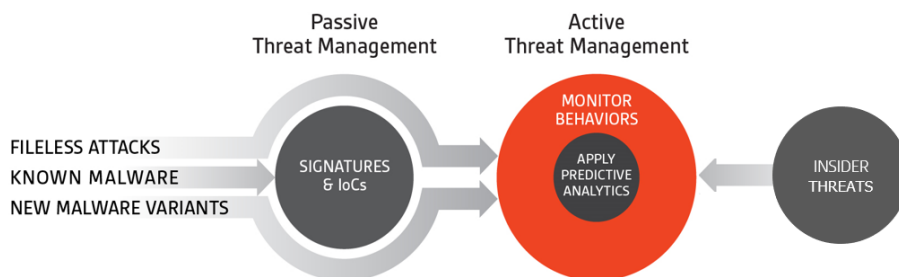 Passive
Threat Management
Active
Threat Management
FILELESS ATTACKS
KNOWN MALWARE
NEW MALWARE VARIANTS
SIGNATURES
& IoCs
MONITOR
BEHAVIORS
APPLY
PREDICTIVE
ANALYTICS
INSIDER
THREATS